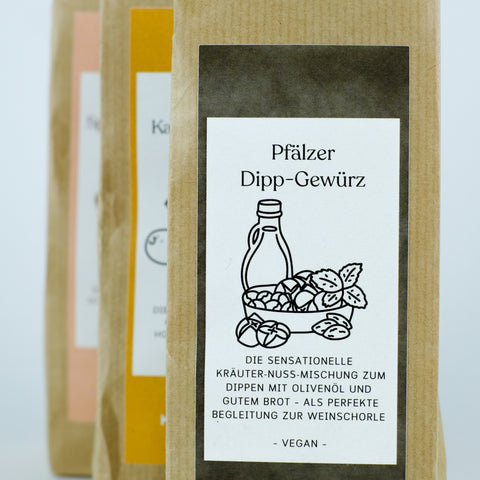 Pfälzer
Dipp-Gewürz
DIE SENSATIONELLE
KRÄUTER-NUSS-MISCHUNG ZUM
DIPPEN MIT OLIVENÖL UND
GUTEM BROT - ALS PERFEKTE
BEGLEITUNG ZUR WEINSCHORLE
- VEGAN -